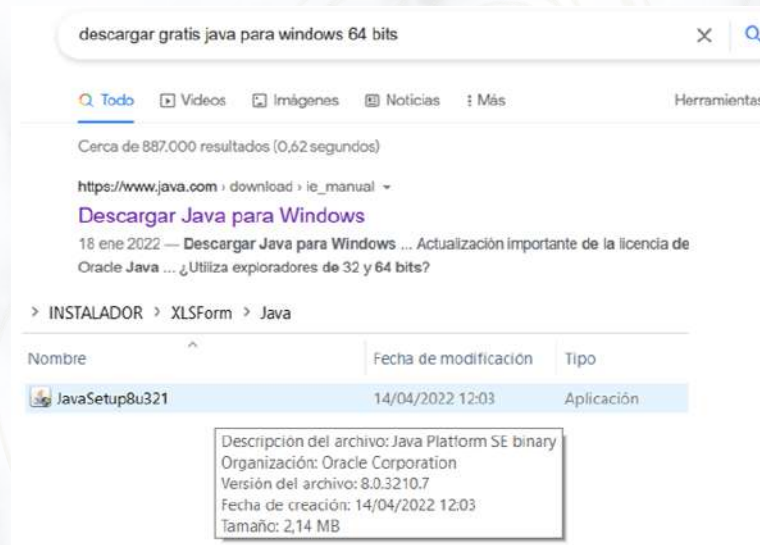 descargar gratis java para windows 64 bits
Todo Videos Imágenes Noticias Más Herramientas
Cerca de 887.000 resultados (0,62 segundos)
https://www.java.com › download › ie_manual
Descargar Java para Windows
18 ene 2022 — Descargar Java para Windows ... Actualización importante de la licencia de
Oracle Java ... ¿Utiliza exploradores de 32 y 64 bits?
> INSTALADOR > XLSForm > Java
Nombre Fecha de modificación Tipo
JavaSetup8u321 14/04/2022 12:03 Aplicación
Descripción del archivo: Java Platform SE binary
Organización: Oracle Corporation
Versión del archivo: 8.0.3210.7
Fecha de creación: 14/04/2022 12:03
Tamaño: 2,14 MB